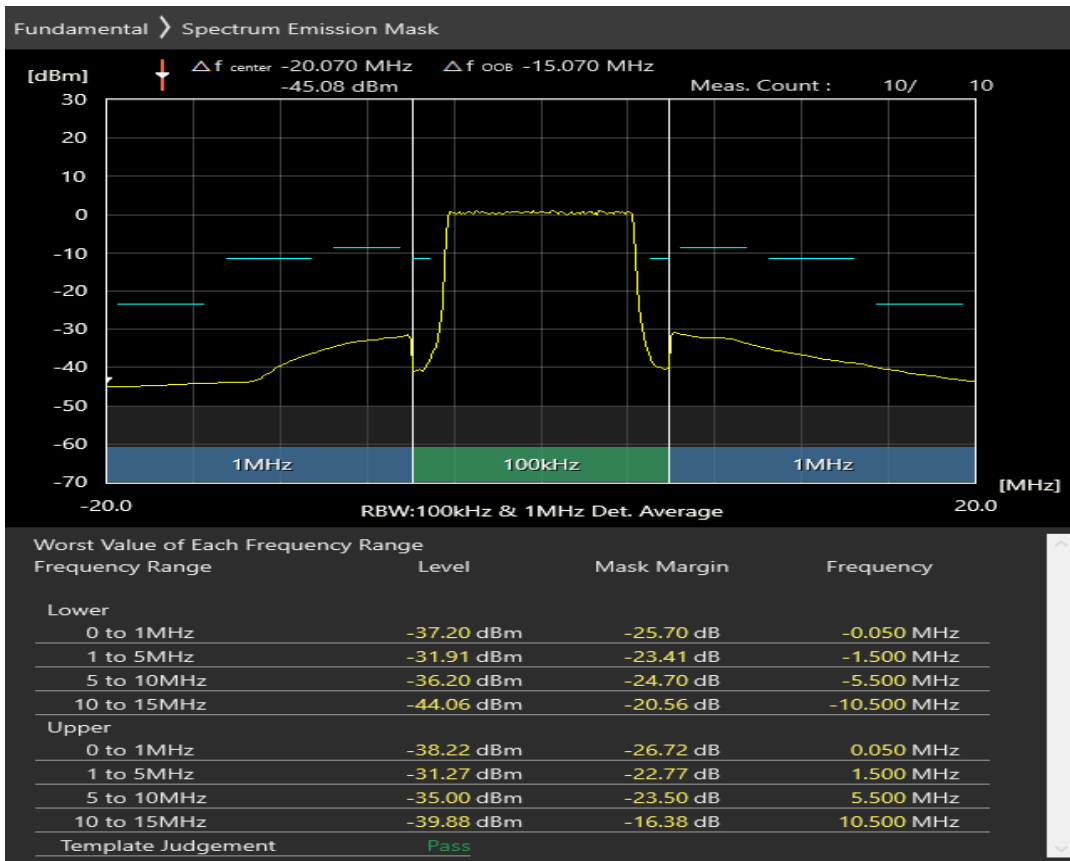 Fundamental ❯ Spectrum Emission Mask
[dBm] △f center -20.070 MHz △f OOB -15.070 MHz
-45.08 dBm Meas. Count : 10/ 10
30
20
10
0
-10
-20
-30
-40
-50
-60
1MHz 100kHz 1MHz
-70 [MHz]
-20.0 RBW:100kHz & 1MHz Det. Average 20.0
Worst Value of Each Frequency Range
Frequency Range Level Mask Margin Frequency
Lower
0 to 1MHz -37.20 dBm -25.70 dB -0.050 MHz
1 to 5MHz -31.91 dBm -23.41 dB -1.500 MHz
5 to 10MHz -36.20 dBm -24.70 dB -5.500 MHz
10 to 15MHz -44.06 dBm -20.56 dB -10.500 MHz
Upper
0 to 1MHz -38.22 dBm -26.72 dB 0.050 MHz
1 to 5MHz -31.27 dBm -22.77 dB 1.500 MHz
5 to 10MHz -35.00 dBm -23.50 dB 5.500 MHz
10 to 15MHz -39.88 dBm -16.38 dB 10.500 MHz
Template Judgement Pass